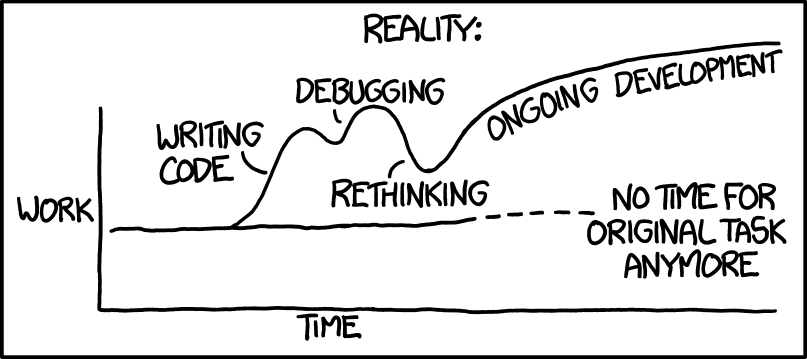 REALITY:
DEBUGGING
WRITING
CODE
ONGOING DEVELOPMENT
RETHINKING
WORK
NO TIME FOR
ORIGINAL TASK
ANYMORE
TIME